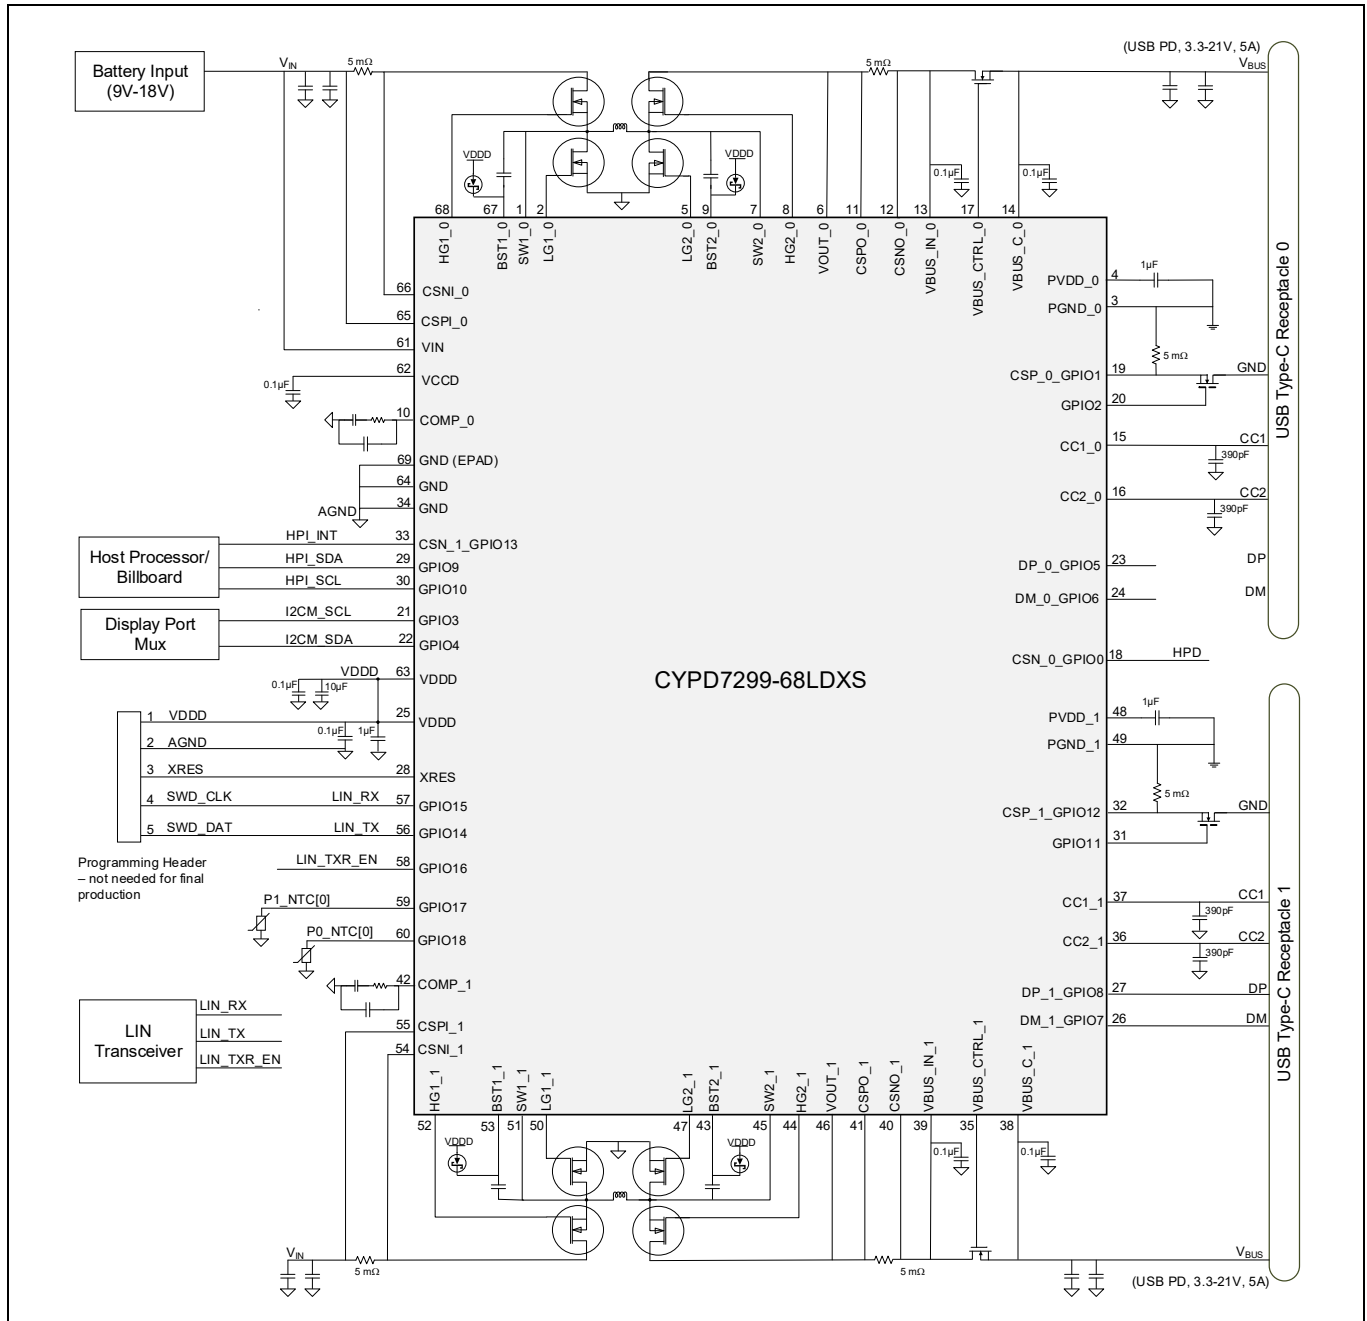 (USB PD, 3.3-21V, 5A)
Battery Input
(9V-18V)
VIN
5 mΩ
5 mΩ
VBUS
VDDD
VDDD
0.1µF
0.1µF
68
67
1
2
5
9
7
8
6
11
12
13
17
14
HG1_0
BST1_0
SW1_0
LG1_0
LG2_0
BST2_0
SW2_0
HG2_0
VOUT_0
CSPO_0
CSNO_0
VBUS_IN_0
VBUS_CTRL_0
VBUS_C_0
66 CSNI_0
65 CSPI_0
61 VIN
0.1µF
62 VCCD
10 COMP_0
69 GND (EPAD)
64 GND
AGND
34 GND
Host Processor/
Billboard
HPI_INT 33 CSN_1_GPIO13
HPI_SDA 29 GPIO9
HPI_SCL 30 GPIO10
Display Port
Mux
I2CM_SCL 21 GPIO3
I2CM_SDA 22 GPIO4
VDDD 63 VDDD
0.1µF
10µF
1 VDDD
25 VDDD
0.1µF
1µF
2 AGND
3 XRES 28 XRES
4 SWD_CLK LIN_RX 57 GPIO15
5 SWD_DAT LIN_TX 56 GPIO14
Programming Header
– not needed for final
production
LIN_TXR_EN 58 GPIO16
P1_NTC[0] 59 GPIO17
P0_NTC[0] 60 GPIO18
42 COMP_1
LIN
Transceiver
LIN_RX
LIN_TX
LIN_TXR_EN
55 CSPI_1
54 CSNI_1
CYPD7299-68LDXS
PVDD_0 4
1µF
PGND_0 3
5 mΩ
CSP_0_GPIO1 19 GND
GPIO2 20
CC1_0 15 CC1
390pF
CC2_0 16 CC2
390pF
DP_0_GPIO5 23 DP
DM_0_GPIO6 24 DM
CSN_0_GPIO0 18 HPD
USB Type-C Receptacle 0
PVDD_1 48
1µF
PGND_1 49
5 mΩ
CSP_1_GPIO12 32 GND
GPIO11 31
CC1_1 37 CC1
390pF
CC2_1 36 CC2
390pF
DP_1_GPIO8 27 DP
DM_1_GPIO7 26 DM
USB Type-C Receptacle 1
HG1_1
BST1_1
SW1_1
LG1_1
LG2_1
BST2_1
SW2_1
HG2_1
VOUT_1
CSPO_1
CSNO_1
VBUS_IN_1
VBUS_CTRL_1
VBUS_C_1
52
53
51
50
47
43
45
44
46
41
40
39
35
38
VDDD
VDDD
0.1µF
0.1µF
VIN
5 mΩ
5 mΩ
VBUS
(USB PD, 3.3-21V, 5A)